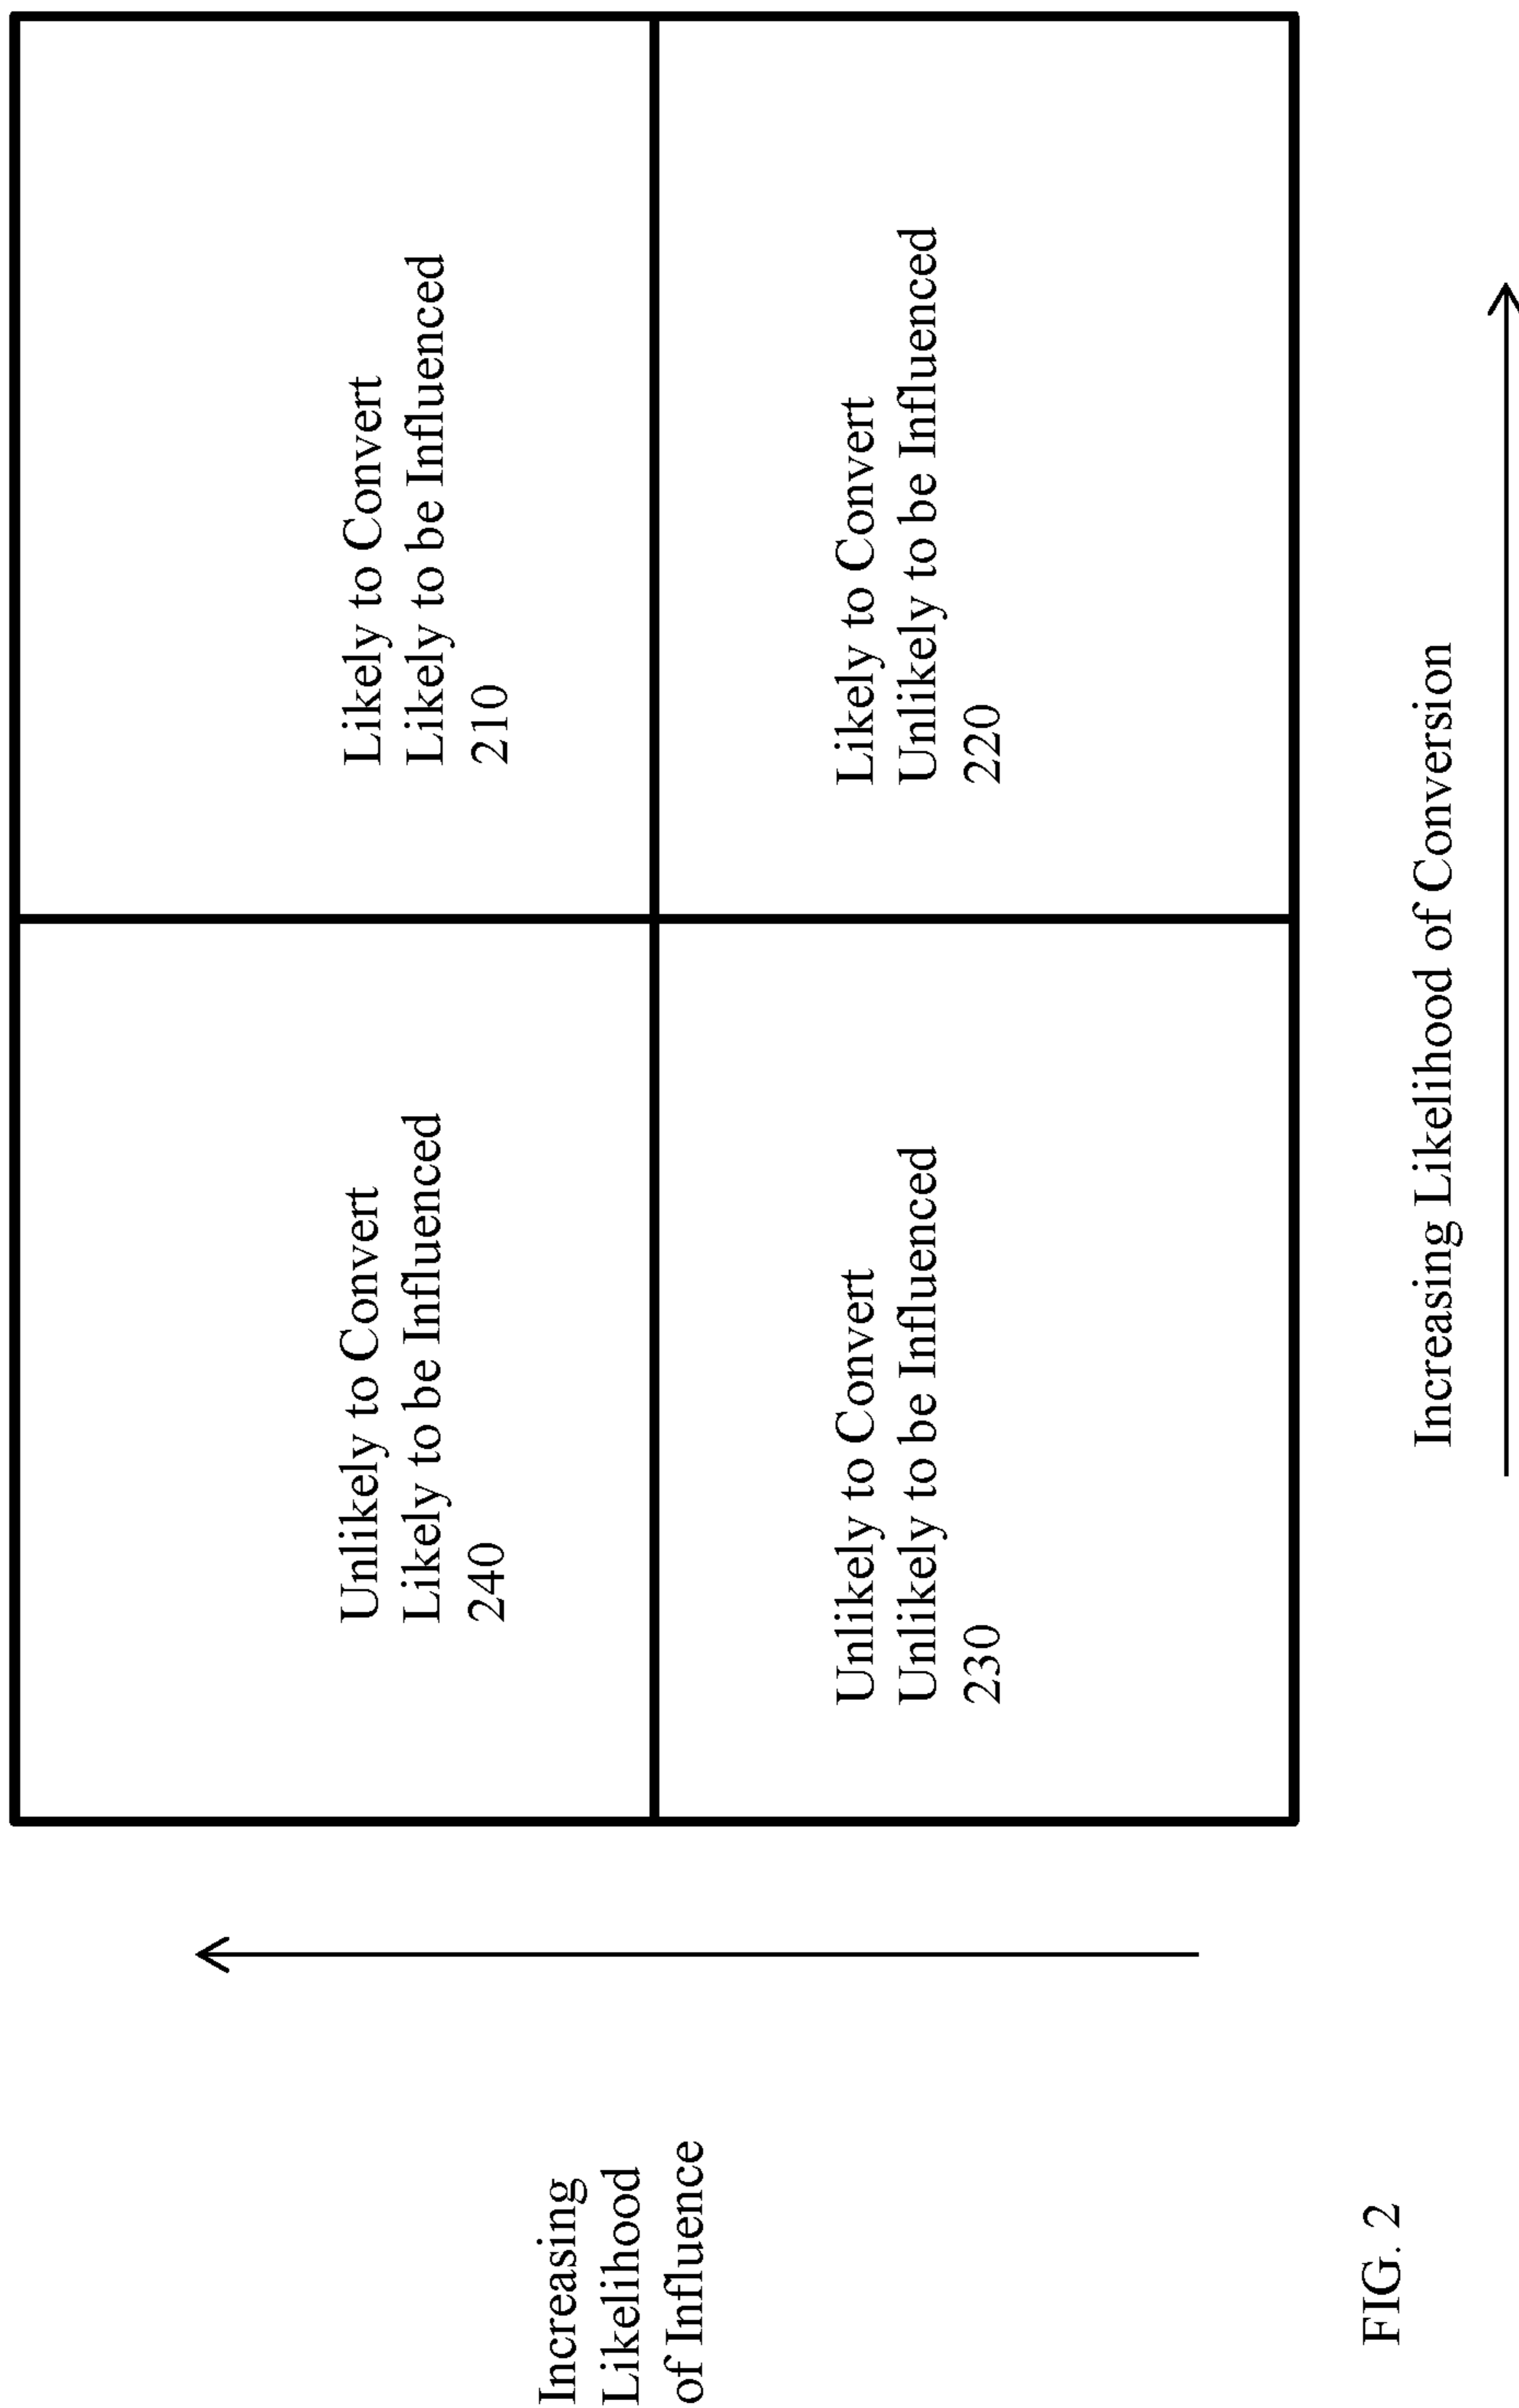 Increasing
Likelihood
of Influence
Unlikely to Convert
Likely to be Influenced
240
Likely to Convert
Likely to be Influenced
210
Unlikely to Convert
Unlikely to be Influenced
230
Likely to Convert
Unlikely to be Influenced
220
Increasing Likelihood of Conversion
FIG. 2